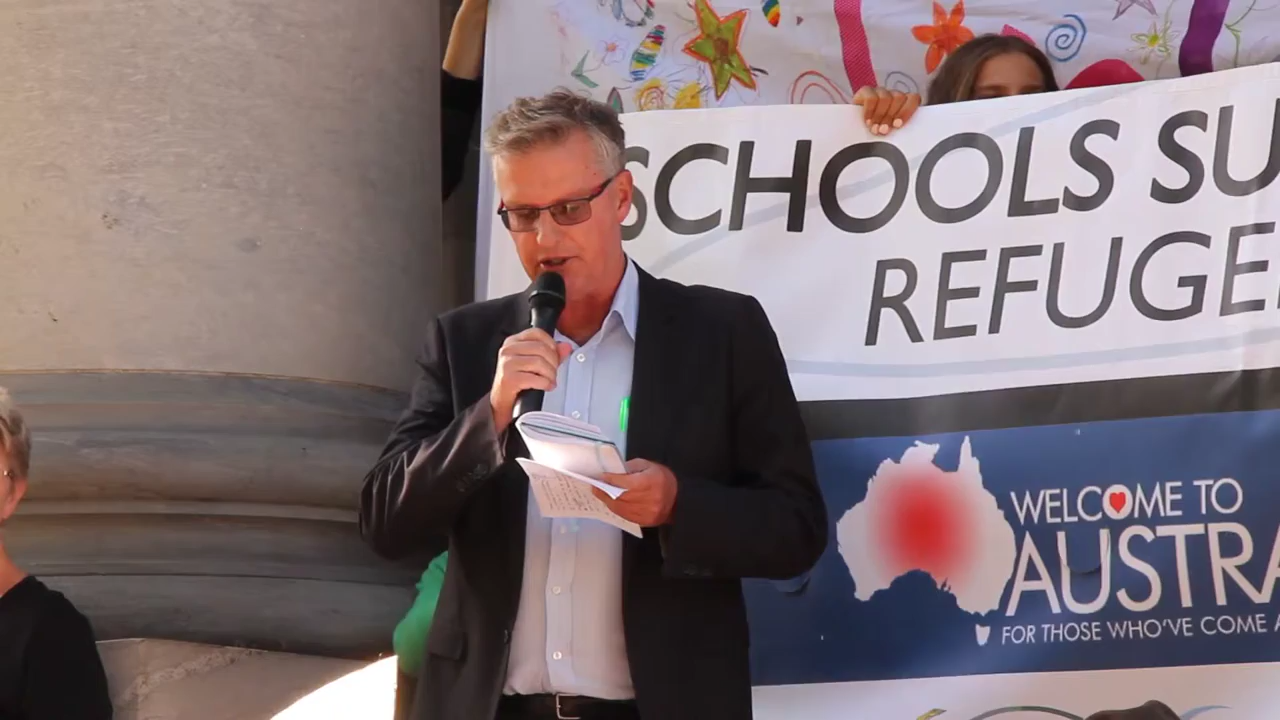 SCHOOLS SU
REFUGE
WELCOME TO
AUSTRA
FOR THOSE WHO'VE COME A